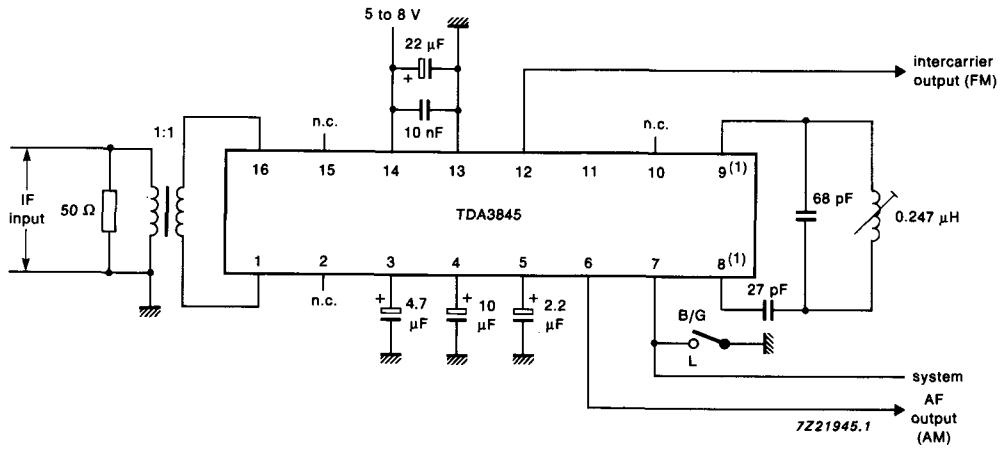 5 to 8 V
22 µF
+
10 nF
intercarrier
output (FM)
1:1
n.c.
n.c.
16
15
14
13
12
11
10
9(1)
IF
input
50 Ω
TDA3845
68 pF
0.247 µH
1
2
3
4
5
6
7
8(1)
n.c.
+
4.7
µF
+
10
µF
+
2.2
µF
27 pF
B/G
L
system
AF
output
(AM)
7Z21945.1